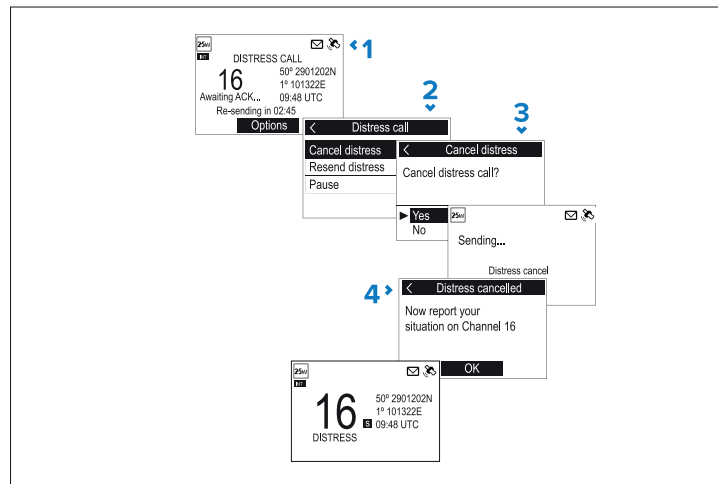 25W
INT
DISTRESS CALL
16
50º 2901202N
1º 101322E
Awaiting ACK...
09:48 UTC
Re-sending in 02:45
Options
1
2
< Distress call
Cancel distress
Resend distress
Pause
3
< Cancel distress
Cancel distress call?
Yes
No
25W
Sending...
Distress cancel
4
< Distress cancelled
Now report your
situation on Channel 16
OK
25W
INT
16
50º 2901202N
1º 101322E
S 09:48 UTC
DISTRESS